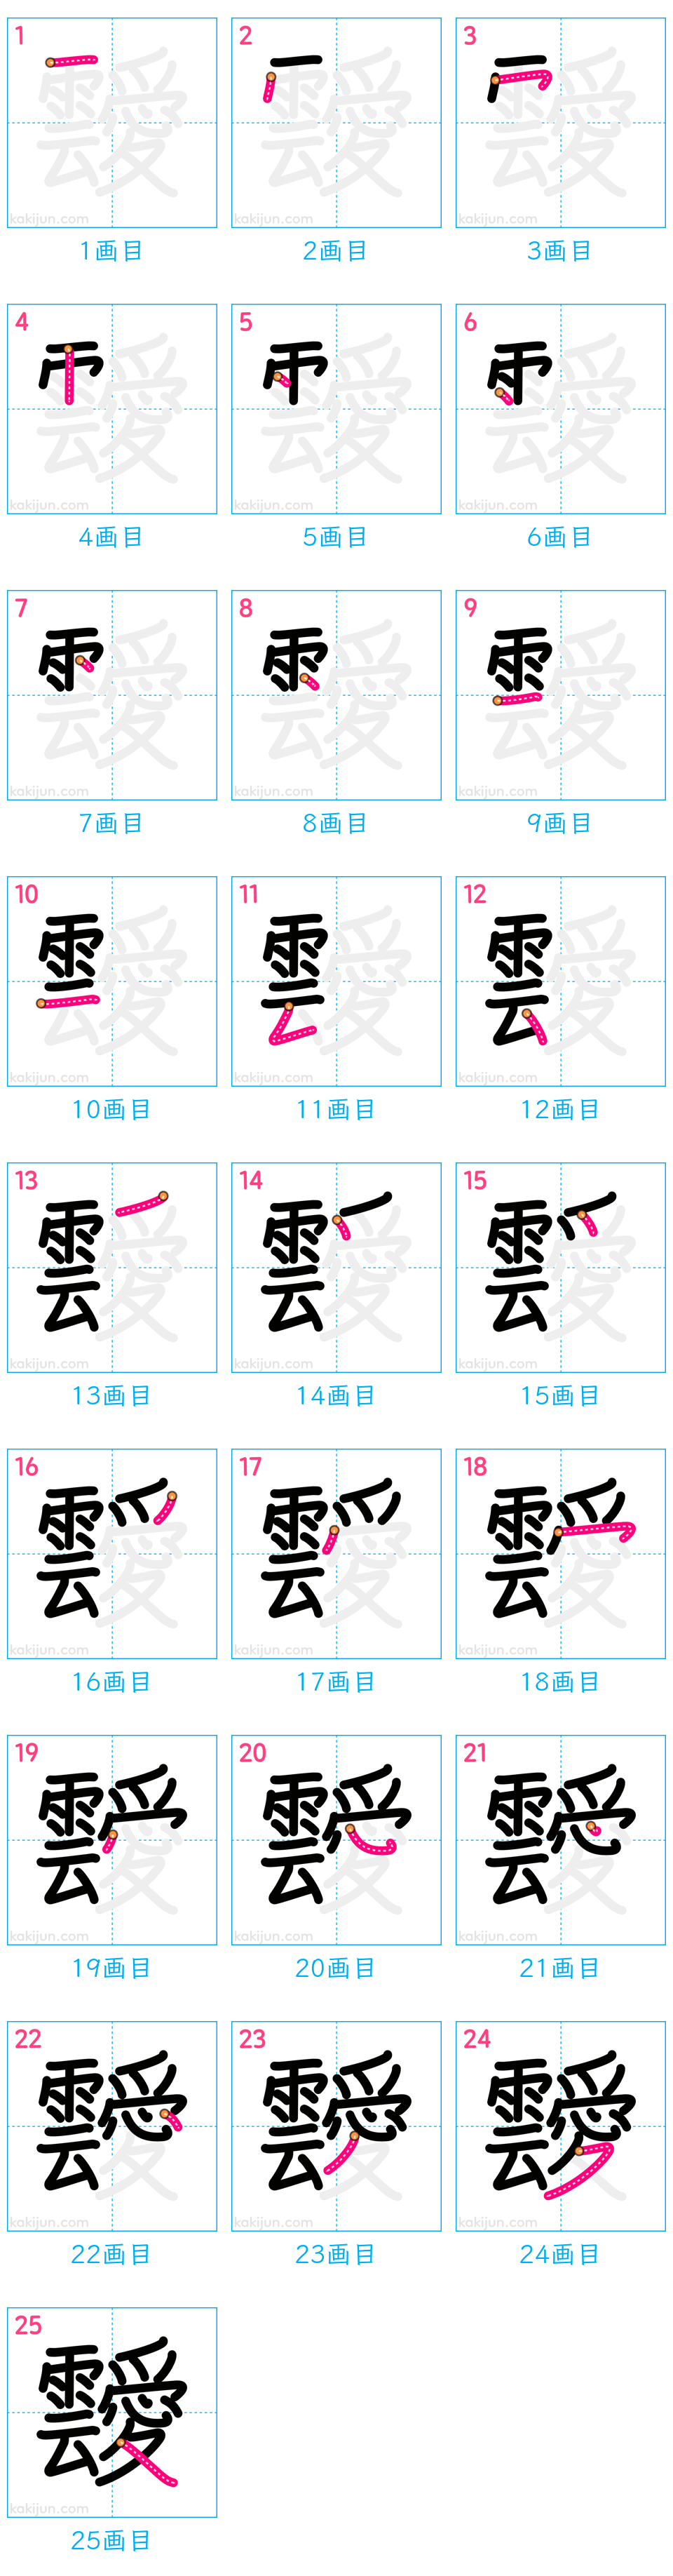 1 2 3
kakijun.com kakijun.com kakijun.com
1画目 2画目 3画目
4 5 6
kakijun.com kakijun.com kakijun.com
4画目 5画目 6画目
7 8 9
kakijun.com kakijun.com kakijun.com
7画目 8画目 9画目
10 11 12
kakijun.com kakijun.com kakijun.com
10画目 11画目 12画目
13 14 15
kakijun.com kakijun.com kakijun.com
13画目 14画目 15画目
16 17 18
kakijun.com kakijun.com kakijun.com
16画目 17画目 18画目
19 20 21
kakijun.com kakijun.com kakijun.com
19画目 20画目 21画目
22 23 24
kakijun.com kakijun.com kakijun.com
22画目 23画目 24画目
25
靉
kakijun.com
25画目